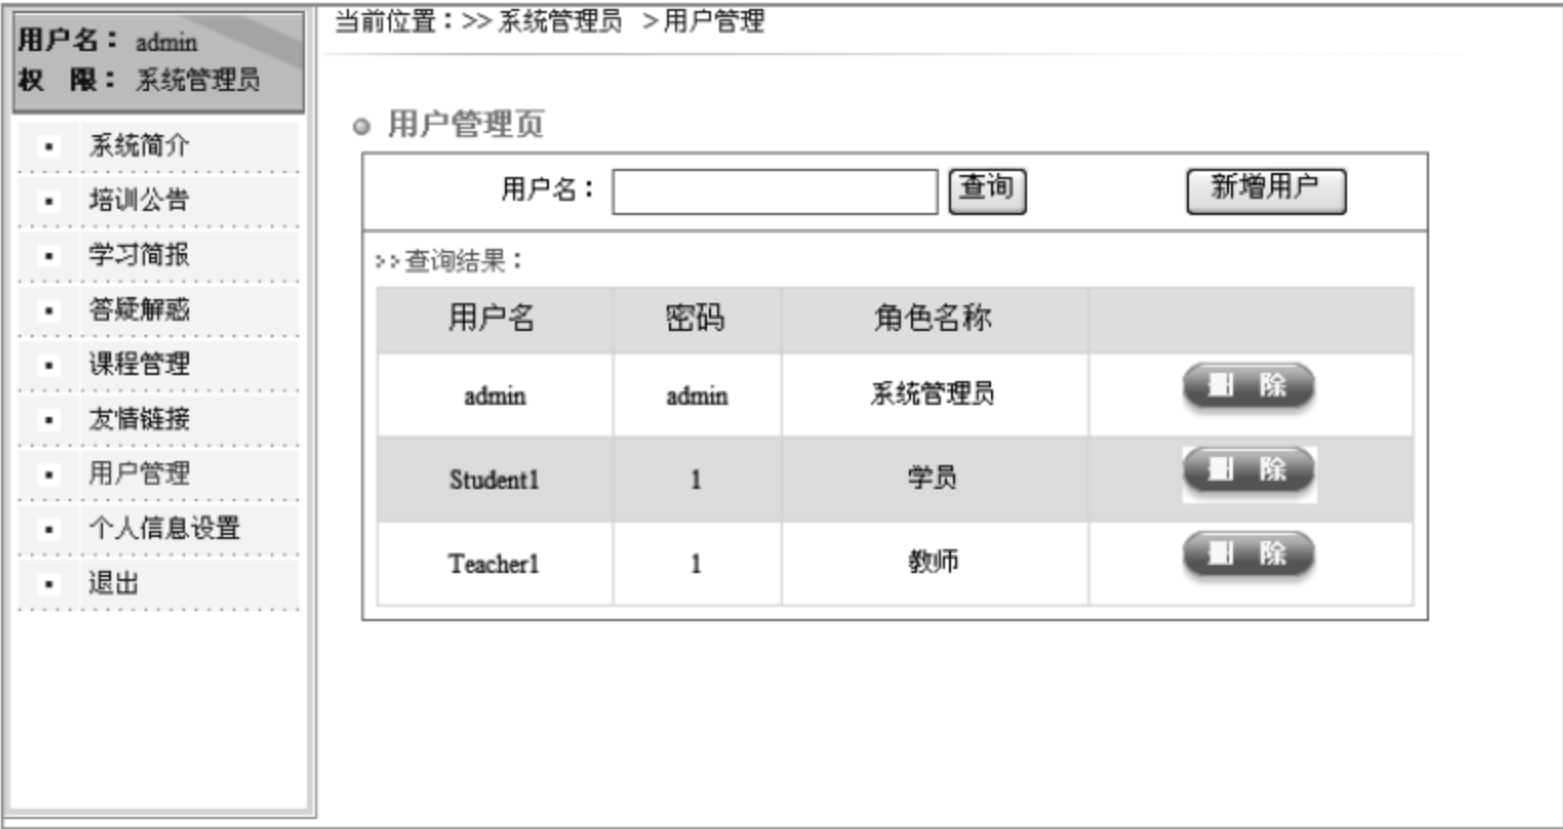 用户名： admin
权 限： 系统管理员
系统简介
培训公告
学习简报
答疑解惑
课程管理
友情链接
用户管理
个人信息设置
退出
当前位置：>> 系统管理员 >用户管理
用户管理页
用户名： 查询 新增用户
>>查询结果：
用户名 密码 角色名称
admin admin 系统管理员 删 除
Student1 1 学员 删 除
Teacher1 1 教师 删 除